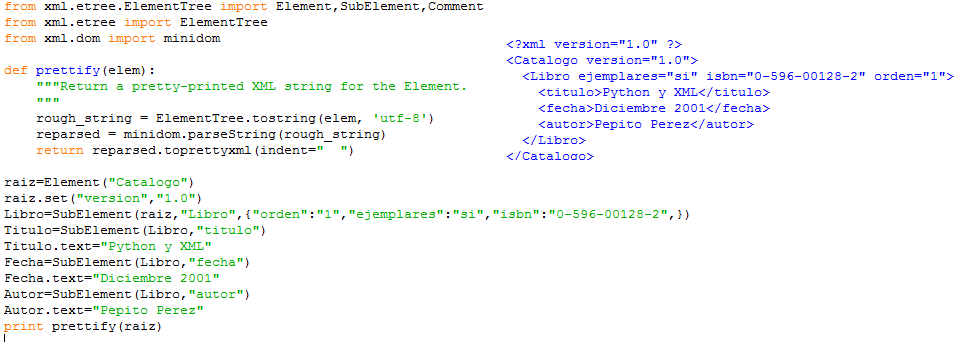 from xml.etree.ElementTree import Element,SubElement,Comment
from xml.etree import ElementTree
from xml.dom import minidom
def prettify(elem):
    """Return a pretty-printed XML string for the Element.
    """
    rough_string = ElementTree.tostring(elem, 'utf-8')
    reparsed = minidom.parseString(rough_string)
    return reparsed.toprettyxml(indent="  ")
raiz=Element("Catalogo")
raiz.set("version","1.0")
Libro=SubElement(raiz,"Libro",{"orden":"1","ejemplares":"si","isbn":"0-596-00128-2",})
Titulo=SubElement(Libro,"titulo")
Titulo.text="Python y XML"
Fecha=SubElement(Libro,"fecha")
Fecha.text="Diciembre 2001"
Autor=SubElement(Libro,"autor")
Autor.text="Pepito Perez"
print prettify(raiz)
<?xml version="1.0" ?>
<Catalogo version="1.0">
  <Libro ejemplares="si" isbn="0-596-00128-2" orden="1">
    <titulo>Python y XML</titulo>
    <fecha>Diciembre 2001</fecha>
    <autor>Pepito Perez</autor>
  </Libro>
</Catalogo>